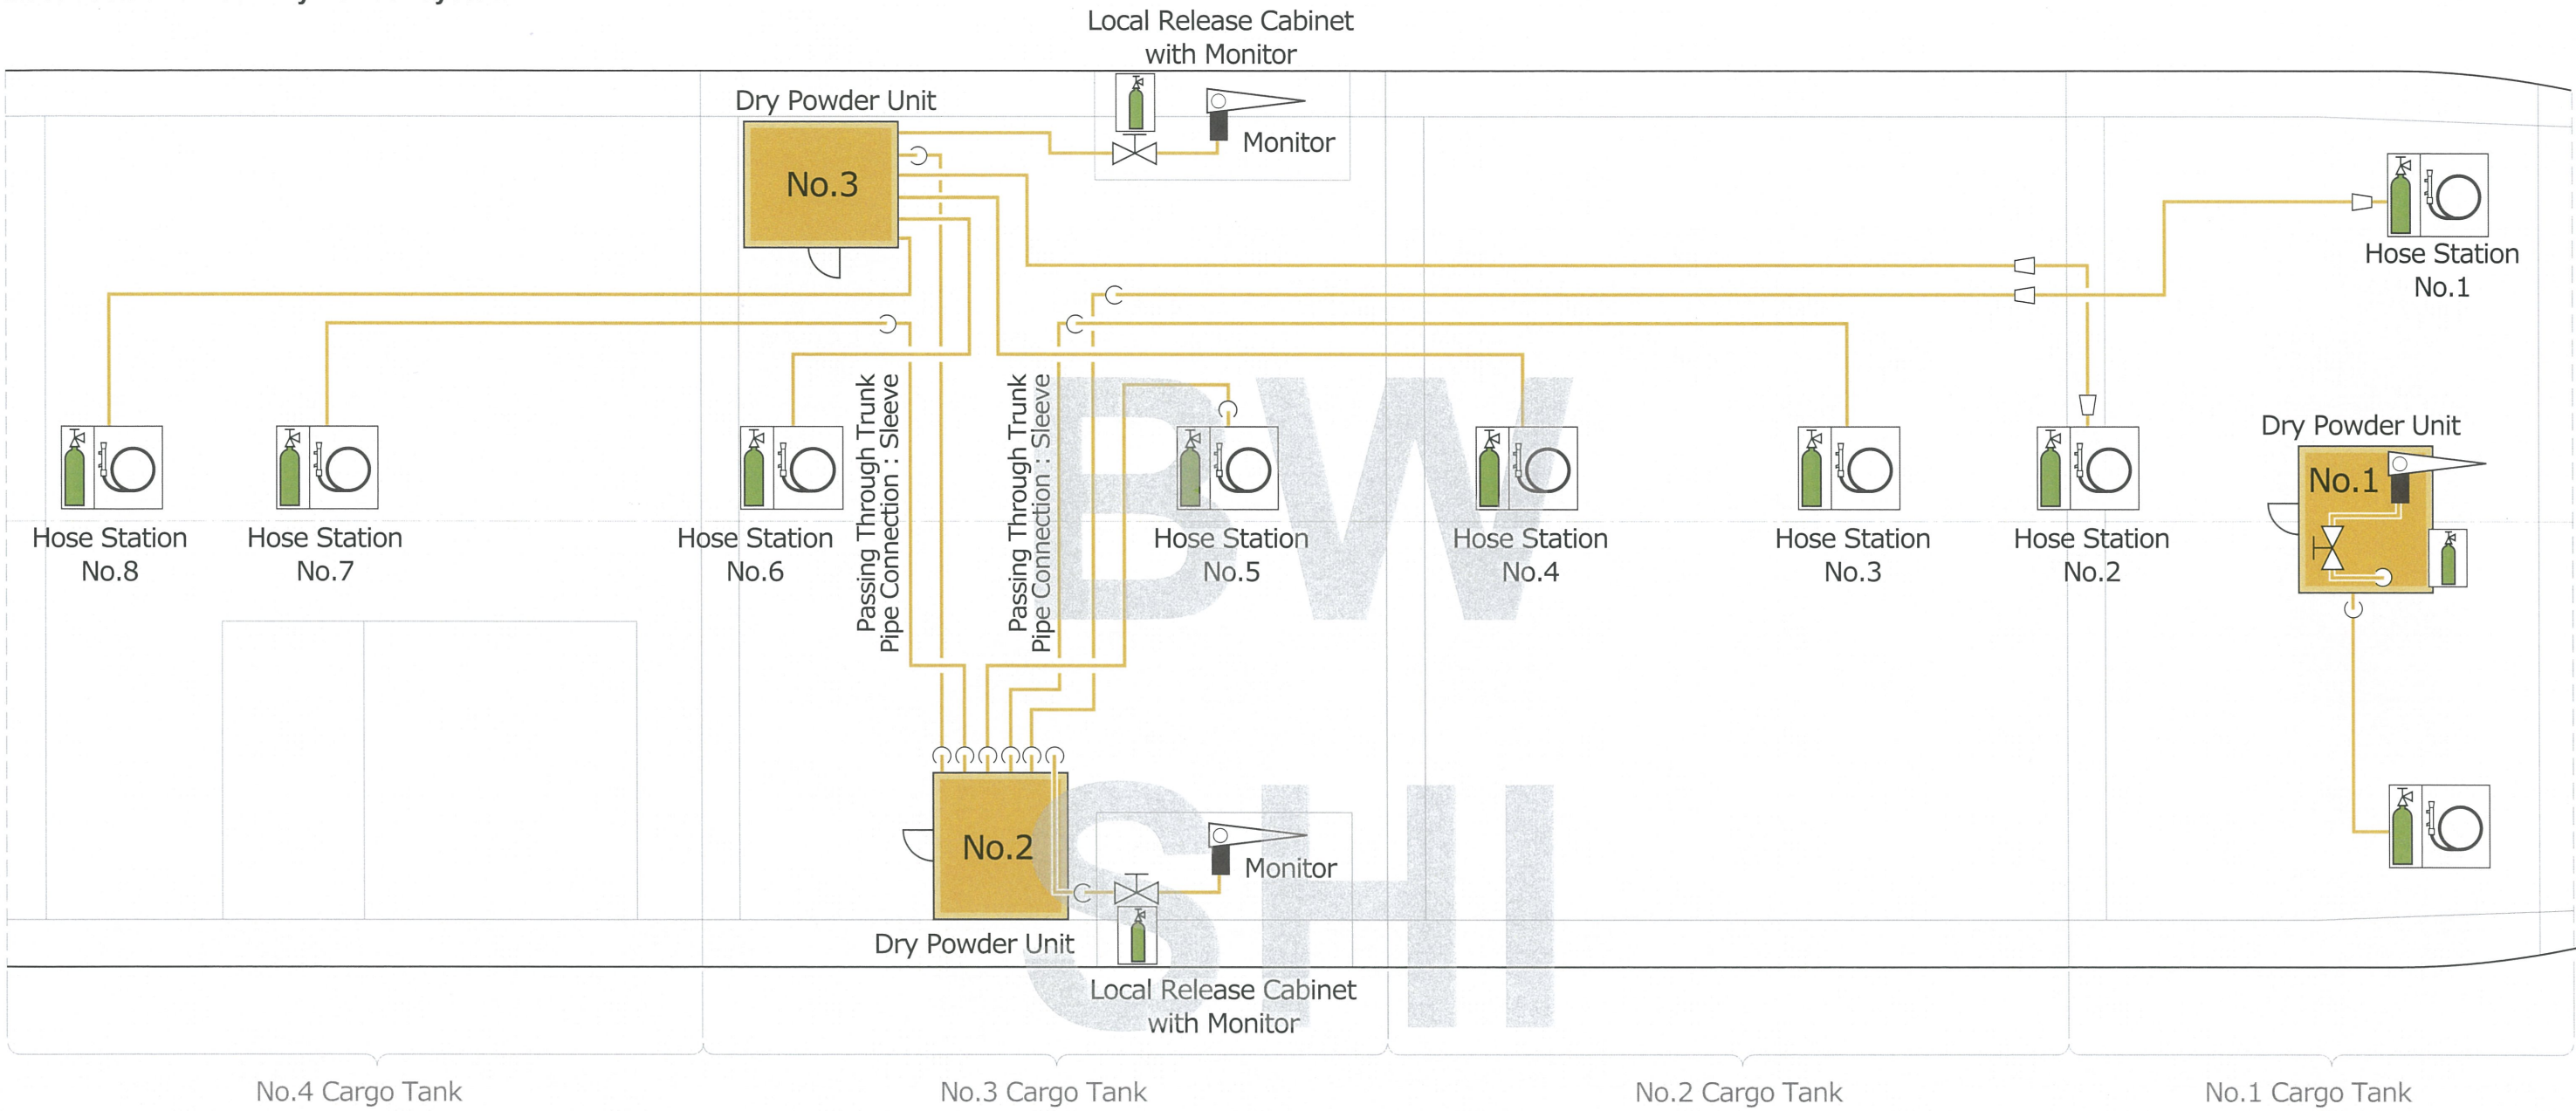 Local Release Cabinet
with Monitor
Dry Powder Unit
No.3
Monitor
Hose Station
No.1
Passing Through Trunk
Pipe Connection : Sleeve
Passing Through Trunk
Pipe Connection : Sleeve
Dry Powder Unit
No.1
Hose Station
No.8
Hose Station
No.7
Hose Station
No.6
Hose Station
No.5
Hose Station
No.4
Hose Station
No.3
Hose Station
No.2
BW
SHI
No.2
Monitor
Dry Powder Unit
Local Release Cabinet
with Monitor
No.4 Cargo Tank
No.3 Cargo Tank
No.2 Cargo Tank
No.1 Cargo Tank